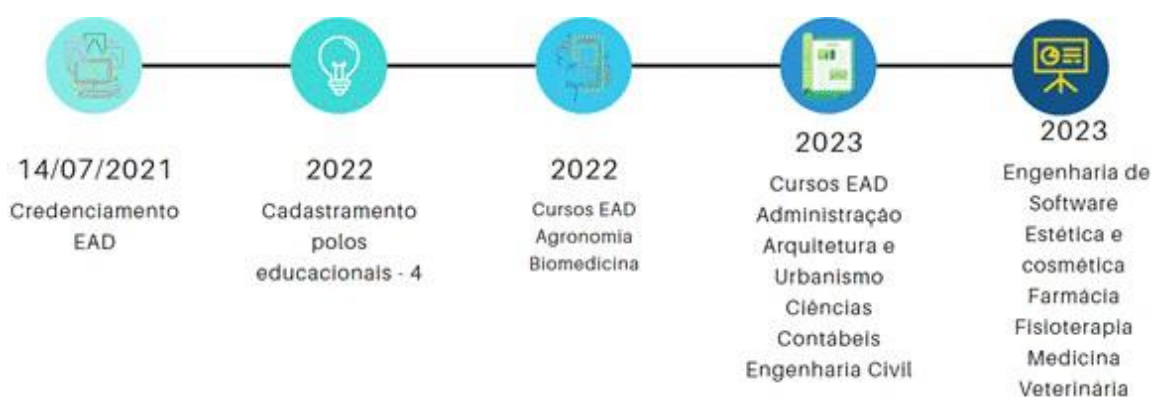 14/07/2021
Credenciamento
EAD
2022
Cadastramento
polos
educacionais - 4
2022
Cursos EAD
Agronomia
Biomedicina
2023
Cursos EAD
Administração
Arquitetura e
Urbanismo
Ciências
Contábeis
Engenharia Civil
2023
Engenharia de
Software
Estética e
cosmética
Farmácia
Fisioterapia
Medicina
Veterinária